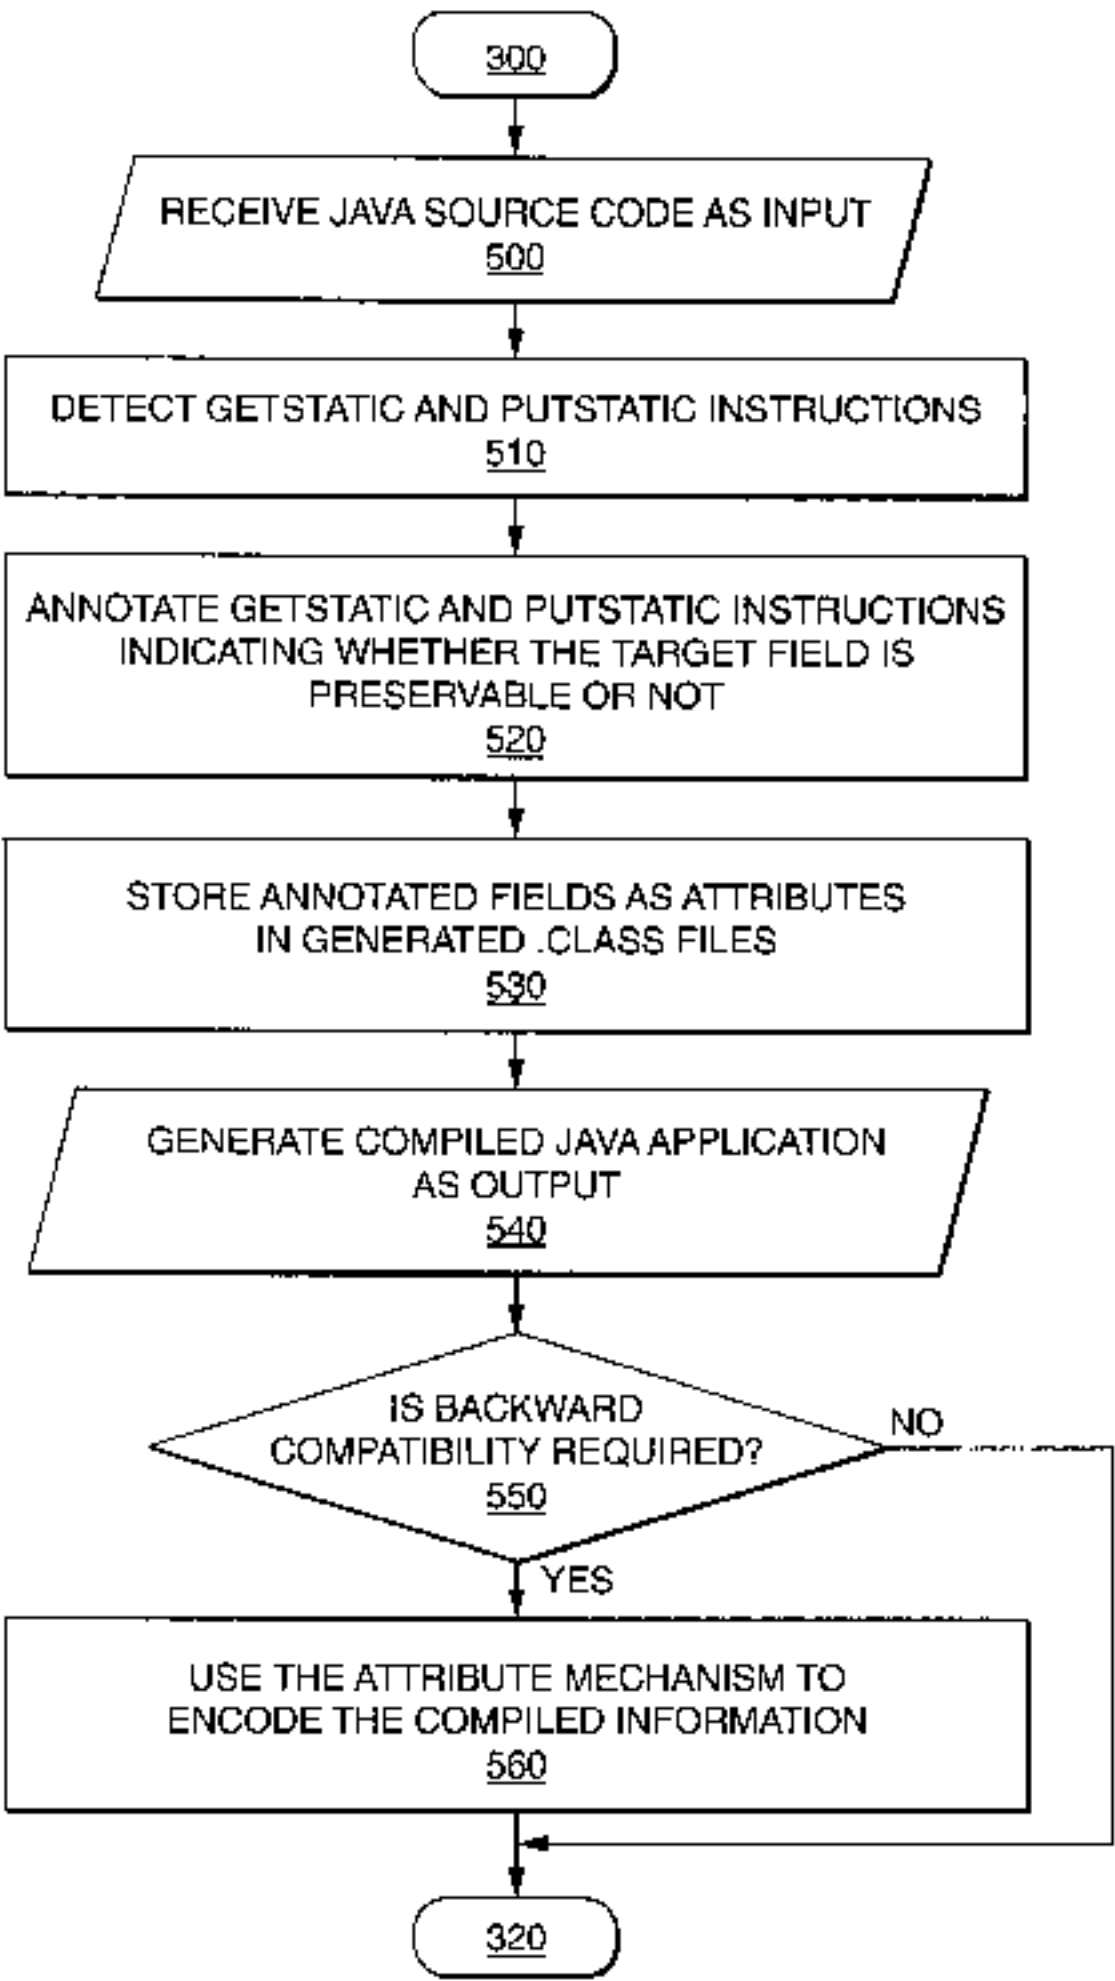 300
RECEIVE JAVA SOURCE CODE AS INPUT
500
DETECT GETSTATIC AND PUTSTATIC INSTRUCTIONS
510
ANNOTATE GETSTATIC AND PUTSTATIC INSTRUCTIONS
INDICATING WHETHER THE TARGET FIELD IS
PRESERVABLE OR NOT
520
STORE ANNOTATED FIELDS AS ATTRIBUTES
IN GENERATED .CLASS FILES
530
GENERATE COMPILED JAVA APPLICATION
AS OUTPUT
540
IS BACKWARD
COMPATIBILITY REQUIRED?
550
NO
YES
USE THE ATTRIBUTE MECHANISM TO
ENCODE THE COMPILED INFORMATION
560
320